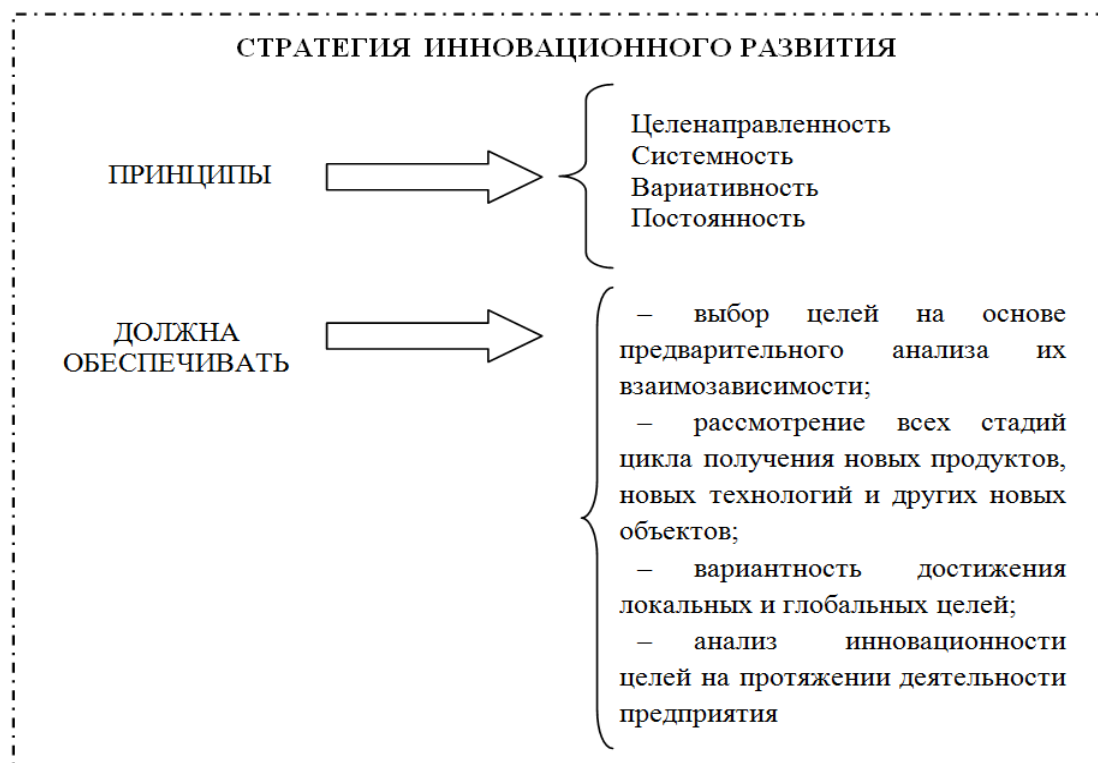 СТРАТЕГИЯ ИННОВАЦИОННОГО РАЗВИТИЯ
ПРИНЦИПЫ
Целенаправленность
Системность
Вариативность
Постоянность
ДОЛЖНА
ОБЕСПЕЧИВАТЬ
– выбор целей на основе
предварительного анализа их
взаимозависимости;
– рассмотрение всех стадий
цикла получения новых продуктов,
новых технологий и других новых
объектов;
– вариантность достижения
локальных и глобальных целей;
– анализ инновационности
целей на протяжении деятельности
предприятия